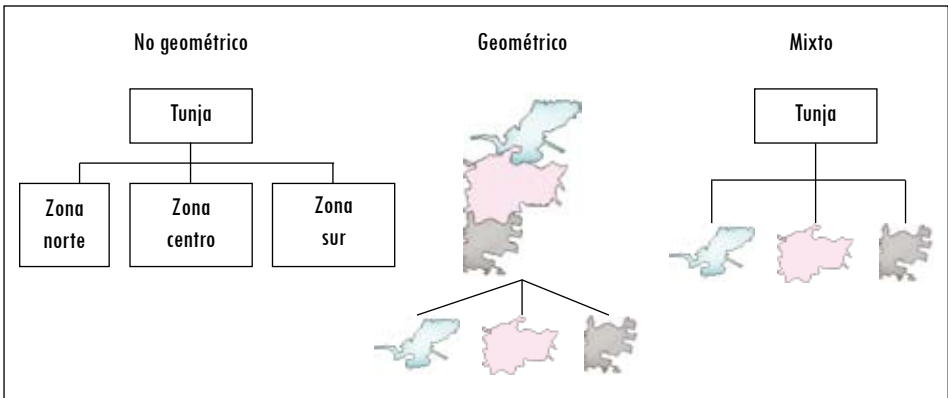 No geométrico
Geométrico
Mixto
Tunja
Zona
norte
Zona
centro
Zona
sur
Tunja